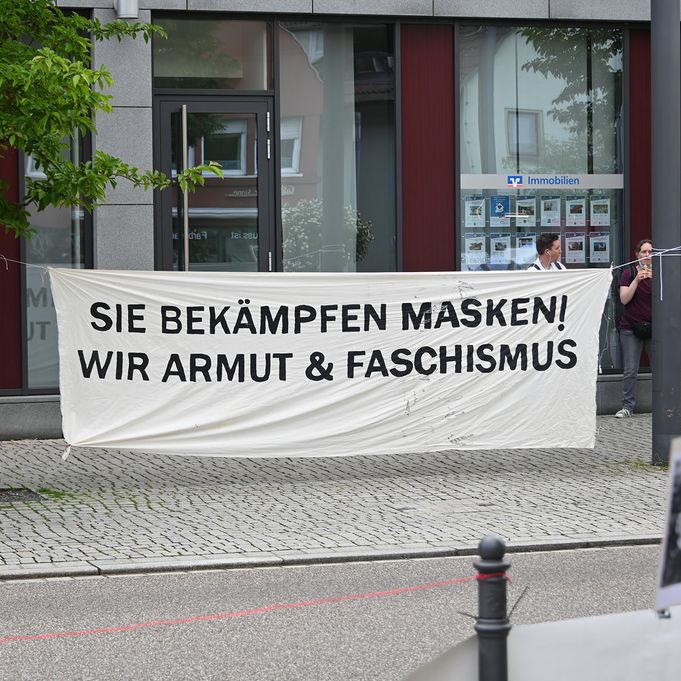 Immobilien
SIE BEKÄMPFEN MASKEN!
WIR ARMUT & FASCHISMUS